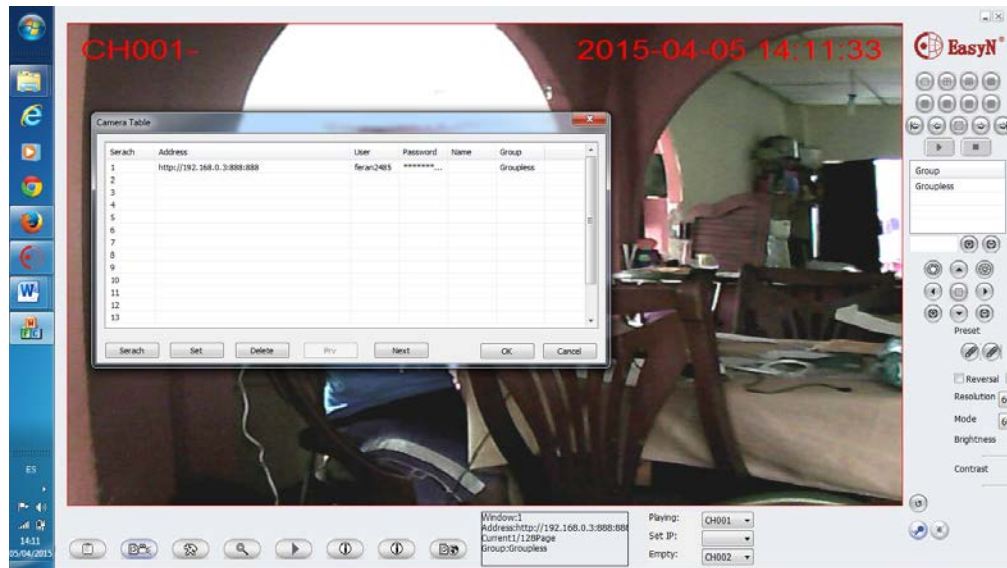 CH001- 2015-04-05 14:11:33
EasyN
Camera Table
Serach Address User Password Name Group
1 http://192.168.0.3:888:888 feran2485 *******... Groupless
2
3
4
5
6
7
8
9
10
11
12
13
Serach Set Delete Prv Next OK Cancel
Group
Groupless
Preset
Reversal
Resolution
Mode
Brightness
Contrast
Window:1
Address:http://192.168.0.3:888:888
Current1/128Page
Group:Groupless
Playing: CH001
Set IP:
Empty: CH002
ES
14:11
05/04/2015